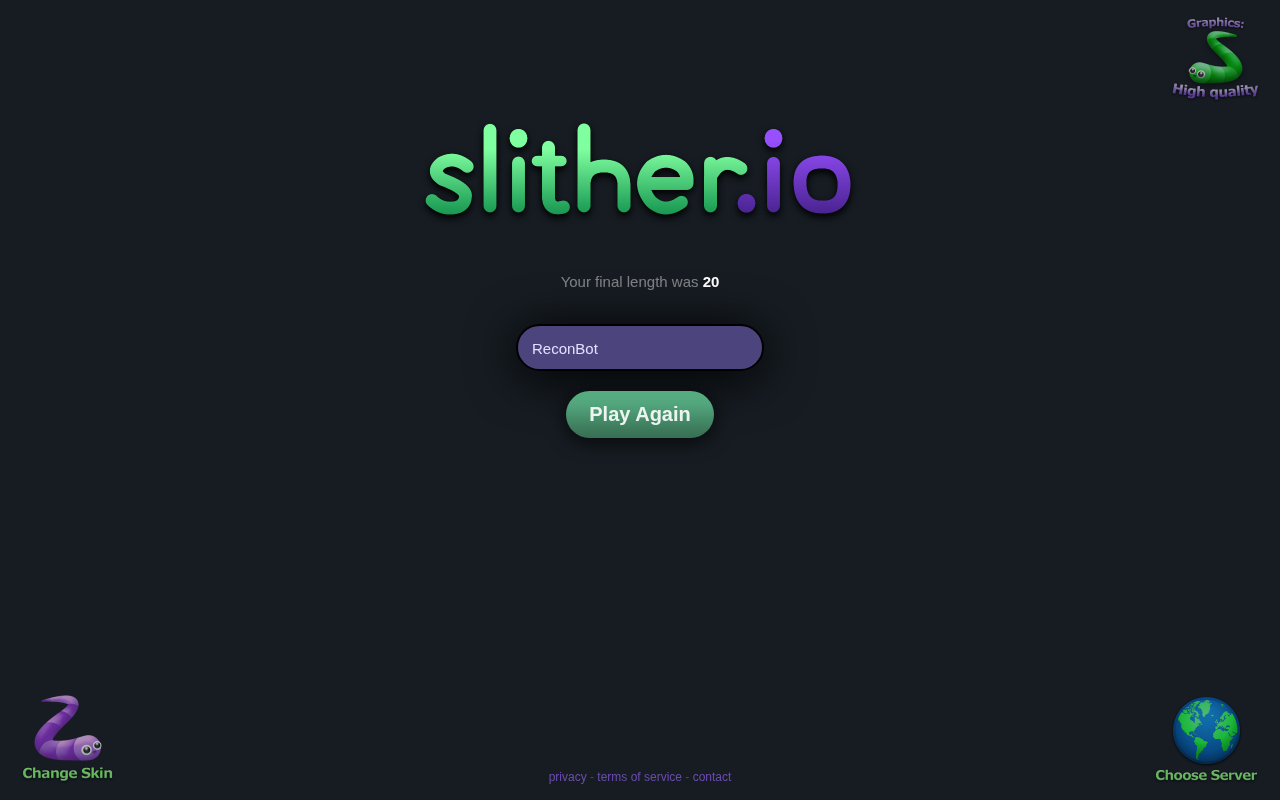 Graphics:
High quality
slither.io
Your final length was 20
ReconBot
Play Again
Change Skin
Choose Server
privacy - terms of service - contact